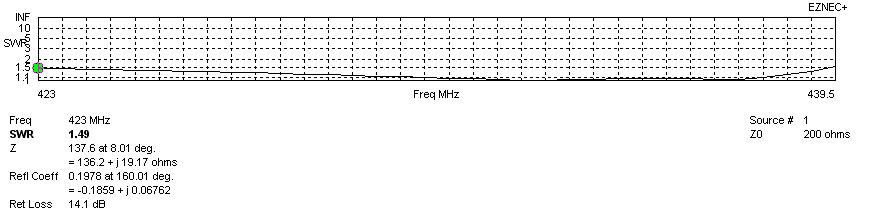 EZNEC+
INF
10
5
SWR
3
2
1.5
1.1
423
Freq MHz
439.5
Freq 423 MHz
Source # 1
SWR 1.49
Z0 200 ohms
Z 137.6 at 8.01 deg.
= 136.2 + j 19.17 ohms
Refl Coeff 0.1978 at 160.01 deg.
= -0.1859 + j 0.06762
Ret Loss 14.1 dB